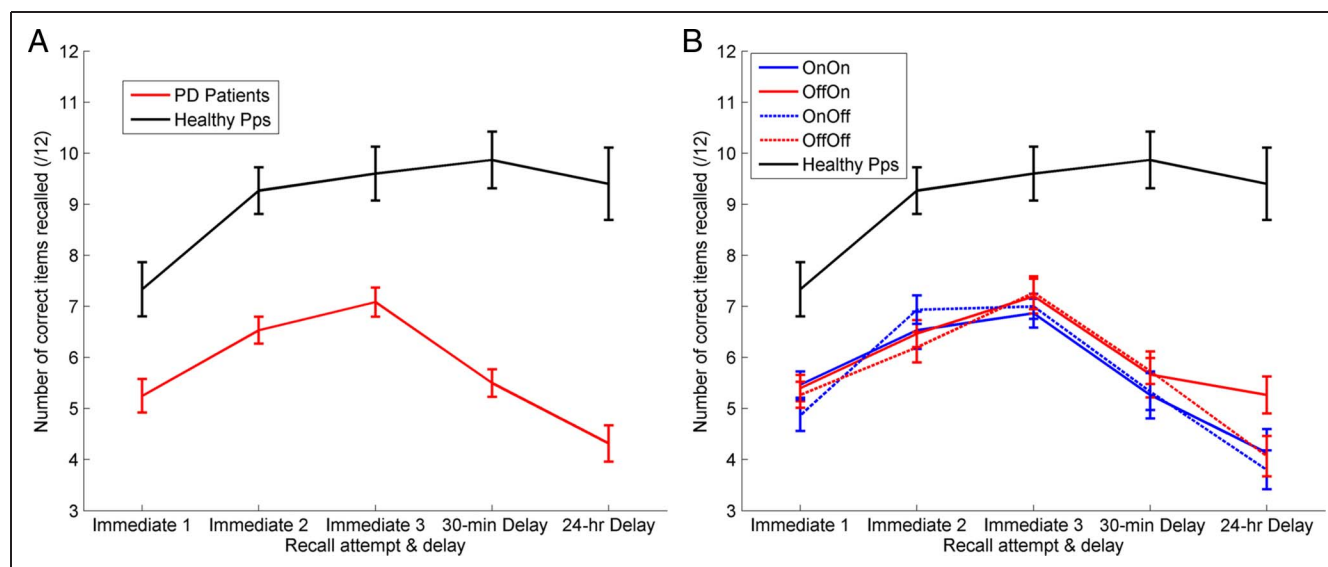 A
12
11
10
9
8
7
6
5
4
3
Number of correct items recalled (/12)
PD Patients
Healthy Pps
Immediate 1 Immediate 2 Immediate 3 30-min Delay 24-hr Delay
Recall attempt & delay
B
12
11
10
9
8
7
6
5
4
3
Number of correct items recalled (/12)
OnOn
OffOn
OnOff
OffOff
Healthy Pps
Immediate 1 Immediate 2 Immediate 3 30-min Delay 24-hr Delay
Recall attempt & delay